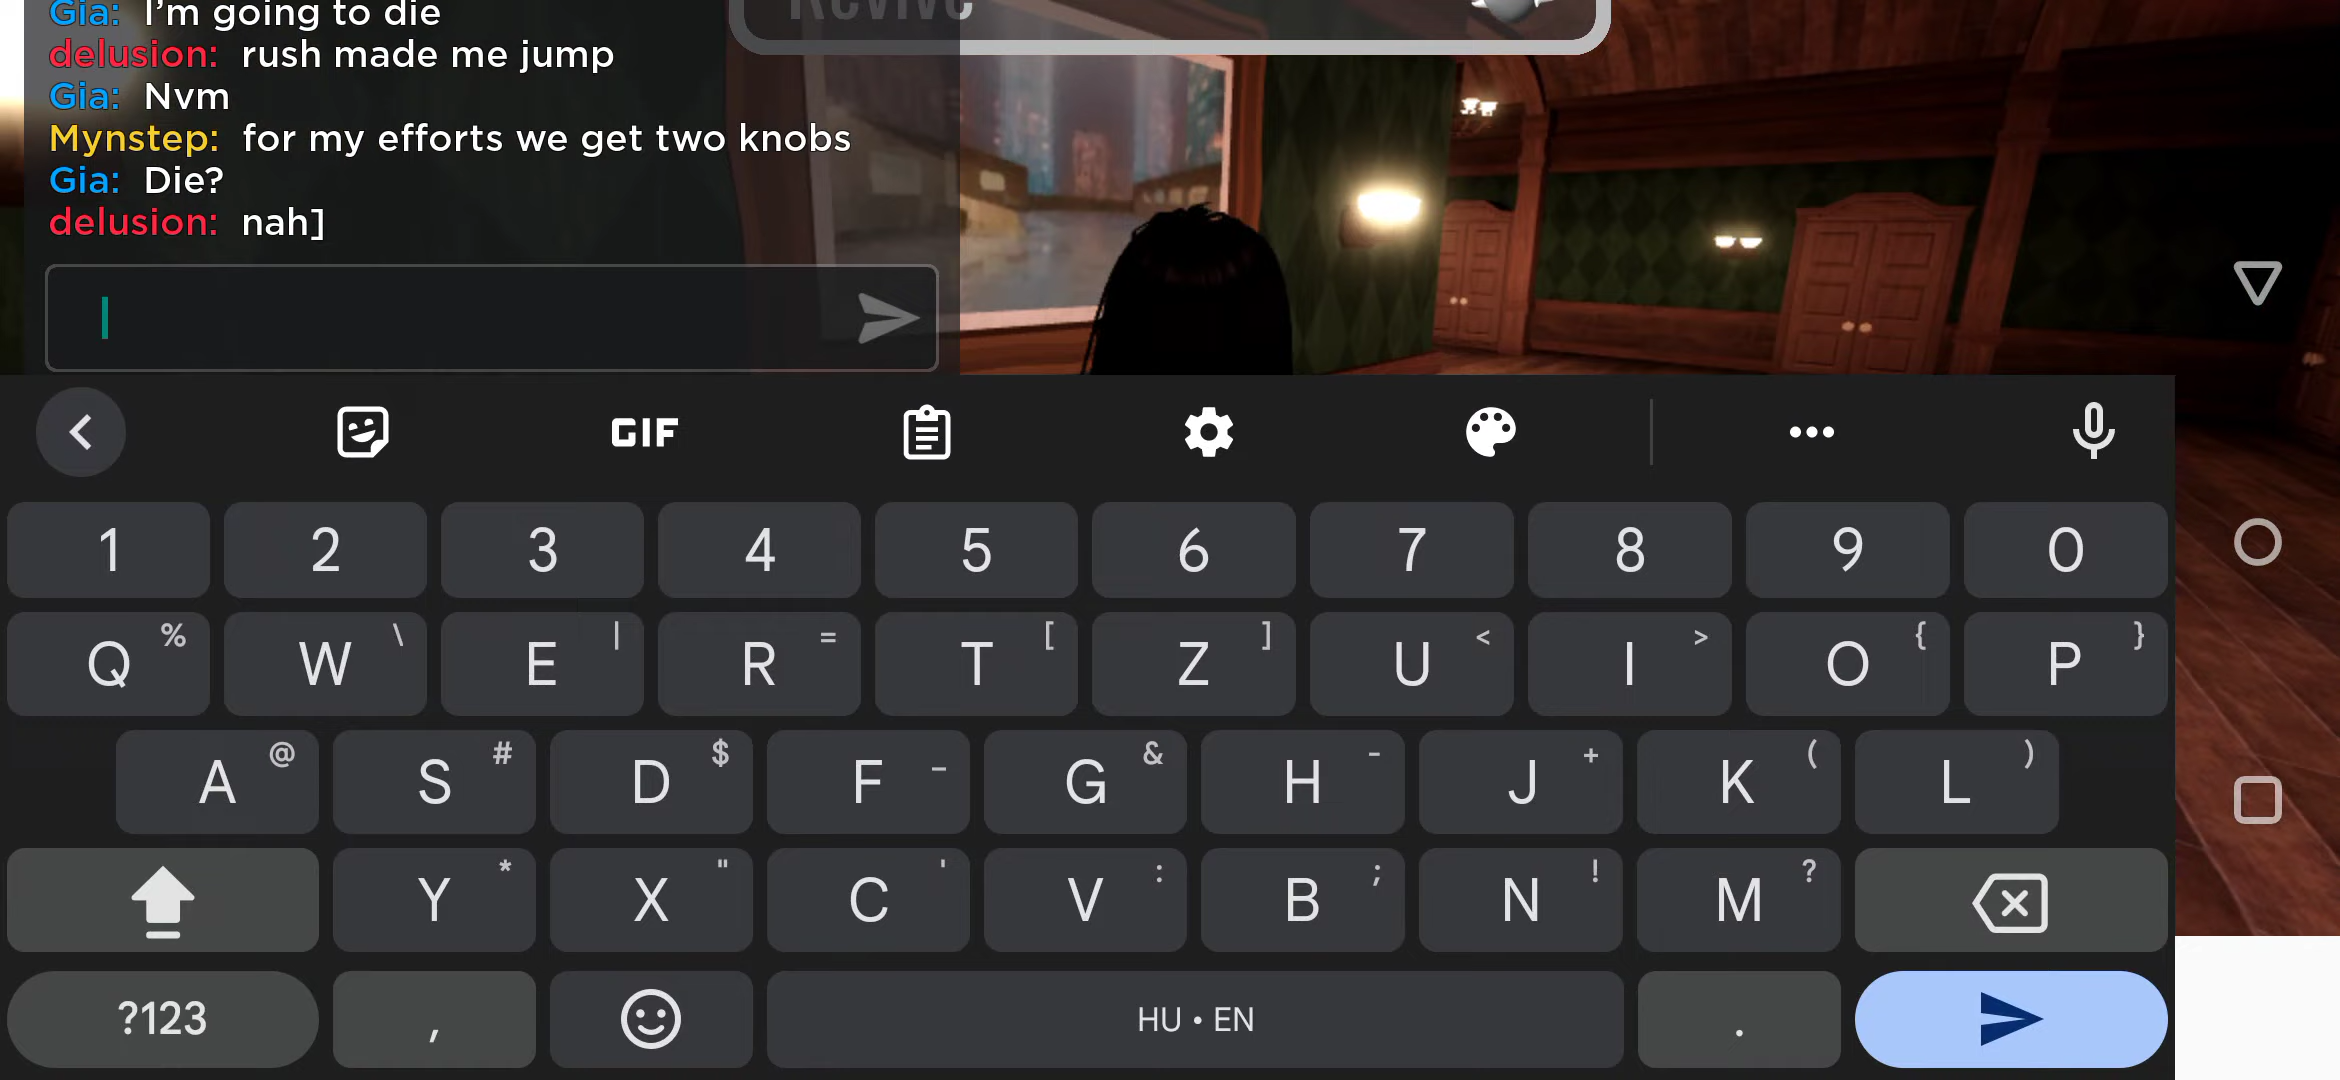 Gia: I'm going to die
Revive
delusion: rush made me jump
Gia: Nvm
Mynstep: for my efforts we get two knobs
Gia: Die?
delusion: nah]
GIF
1 2 3 4 5 6 7 8 9 0
Q % W \ E | R = T [ Z ] U < I > O { P }
A @ S # D $ F _ G & H - J + K ( L )
Y * X " C ' V : B ; N ! M ?
?123 , HU • EN .